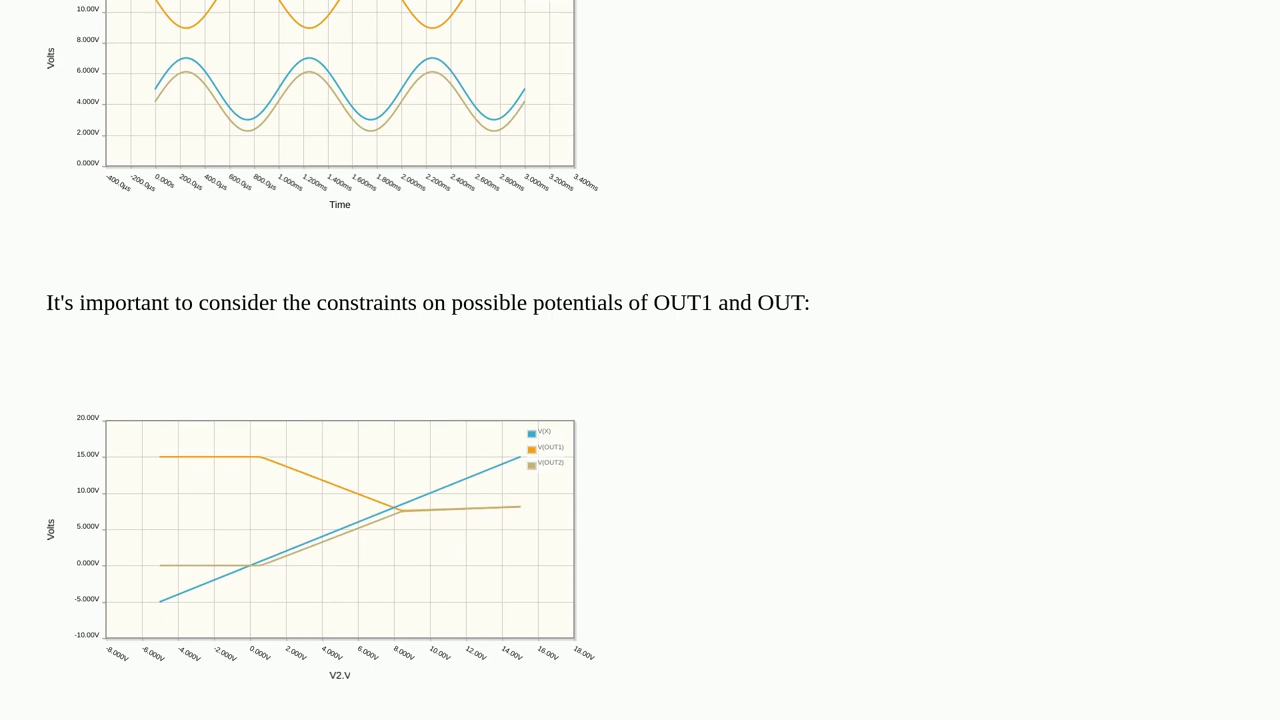 10.00V
8.000V
6.000V
4.000V
2.000V
0.000V
Volts
-400.0µs -200.0µs 0.000s 200.0µs 400.0µs 600.0µs 800.0µs 1.000ms 1.200ms 1.400ms 1.600ms 1.800ms 2.000ms 2.200ms 2.400ms 2.600ms 2.800ms 3.000ms 3.200ms 3.400ms
Time
It's important to consider the constraints on possible potentials of OUT1 and OUT:
20.00V
15.00V
10.00V
5.000V
0.000V
-5.000V
-10.00V
Volts
V(X)
V(OUT1)
V(OUT2)
-8.000V -6.000V -4.000V -2.000V 0.000V 2.000V 4.000V 6.000V 8.000V 10.00V 12.00V 14.00V 16.00V 18.00V
V2.V